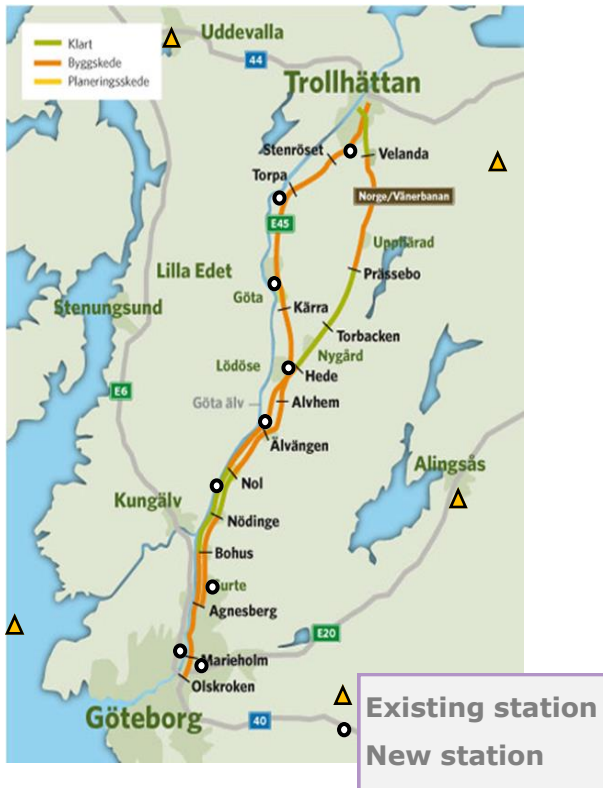 Klart
Byggskede
Planeringsskede
Uddevalla
44
Trollhättan
Stenröset
Velanda
Torpa
Norge/Vänerbanan
E45
Upphärad
Lilla Edet
Prässebo
Göta
Stenungsund
Kärra
Torbacken
Nygård
Lödöse
Hede
E6
Göta älv
Alvhem
Älvängen
Alingsås
Nol
Kungälv
Nödinge
Bohus
urte
Agnesberg
E20
Marieholm
Olskroken
Göteborg
40
Existing station
New station